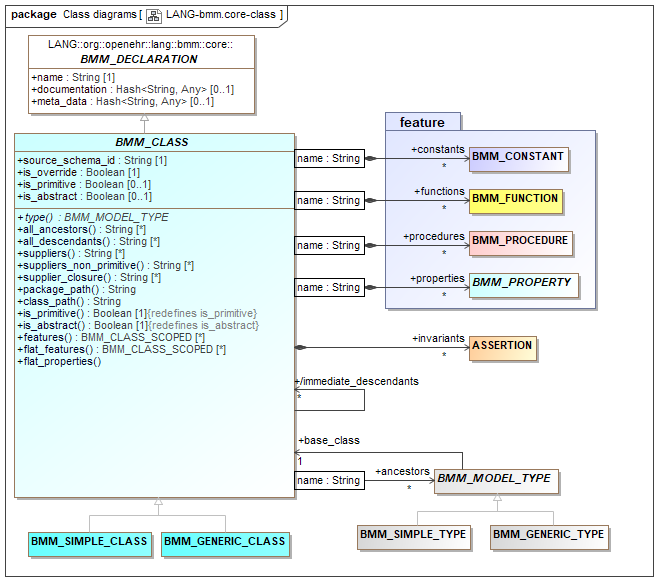 package Class diagrams [ LANG-bmm.core-class ]
LANG::org::openehr::lang::bmm::core::
BMM_DECLARATION
+name : String [1]
+documentation : Hash<String, Any> [0..1]
+meta_data : Hash<String, Any> [0..1]
BMM_CLASS
+source_schema_id : String [1]
+is_override : Boolean [1]
+is_primitive : Boolean [0..1]
+is_abstract : Boolean [0..1]
+type() : BMM_MODEL_TYPE
+all_ancestors() : String [*]
+all_descendants() : String [*]
+suppliers() : String [*]
+suppliers_non_primitive() : String [*]
+supplier_closure() : String [*]
+package_path() : String
+class_path() : String
+is_primitive() : Boolean [1]{redefines is_primitive}
+is_abstract() : Boolean [1]{redefines is_abstract}
+features() : BMM_CLASS_SCOPED [*]
+flat_features() : BMM_CLASS_SCOPED [*]
+flat_properties()
feature
name : String
+constants
*
BMM_CONSTANT
name : String
+functions
*
BMM_FUNCTION
name : String
+procedures
*
BMM_PROCEDURE
name : String
+properties
*
BMM_PROPERTY
+invariants
*
ASSERTION
+/immediate_descendants
*
+base_class
1
name : String
+ancestors
*
BMM_MODEL_TYPE
BMM_SIMPLE_CLASS
BMM_GENERIC_CLASS
BMM_SIMPLE_TYPE
BMM_GENERIC_TYPE